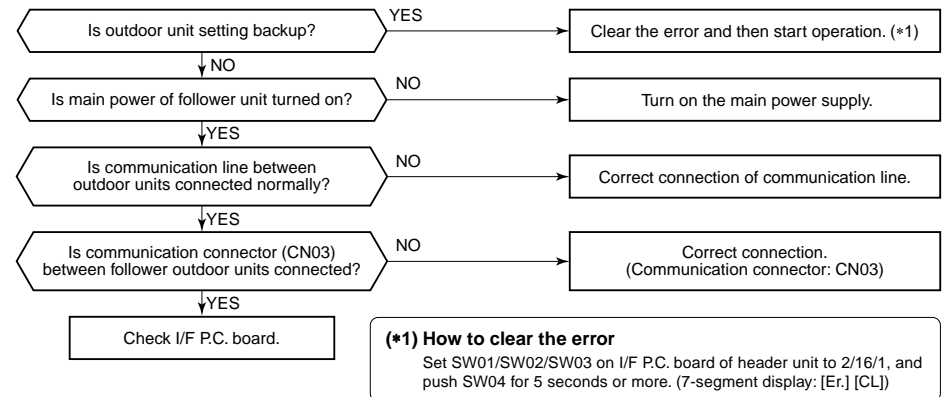 Is outdoor unit setting backup?
YES
Clear the error and then start operation. (∗1)
NO
Is main power of follower unit turned on?
NO
Turn on the main power supply.
YES
Is communication line between
outdoor units connected normally?
NO
Correct connection of communication line.
YES
Is communication connector (CN03)
between follower outdoor units connected?
NO
Correct connection.
(Communication connector: CN03)
YES
Check I/F P.C. board.
(∗1) How to clear the error
Set SW01/SW02/SW03 on I/F P.C. board of header unit to 2/16/1, and
push SW04 for 5 seconds or more. (7-segment display: [Er.] [CL])